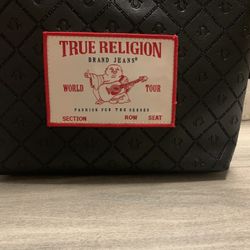 TRUE RELIGION
BRAND JEANS®
WORLD TOUR
FASHION FOR THE SENSES
SECTION ROW SEAT